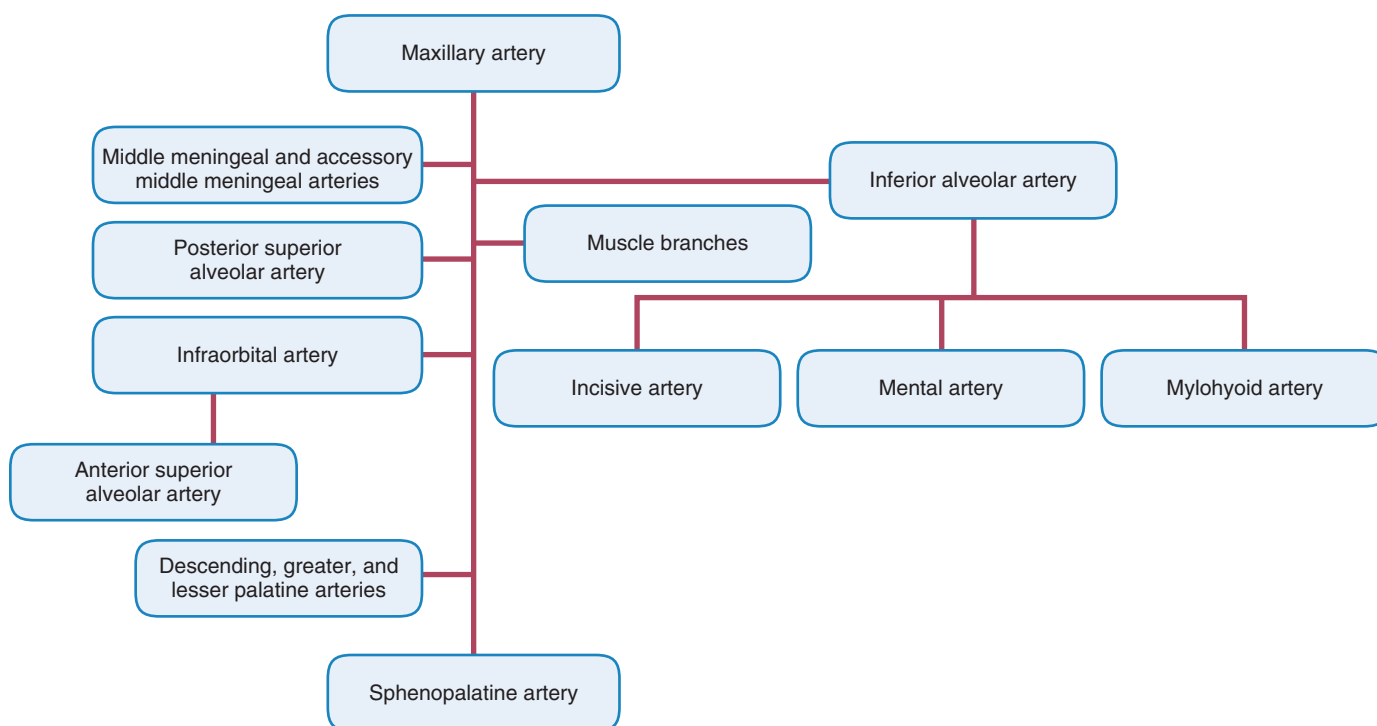 Maxillary artery
Middle meningeal and accessory
middle meningeal arteries
Inferior alveolar artery
Posterior superior
alveolar artery
Muscle branches
Infraorbital artery
Incisive artery
Mental artery
Mylohyoid artery
Anterior superior
alveolar artery
Descending, greater, and
lesser palatine arteries
Sphenopalatine artery